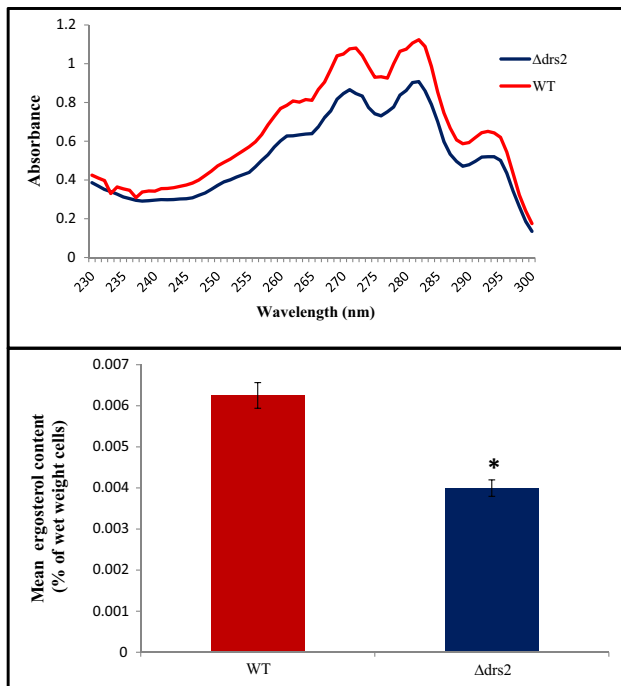 1.2
1
0.8
0.6
0.4
0.2
0
Absorbance
Δdrs2
WT
230 235 240 245 250 255 260 265 270 275 280 285 290 295 300
Wavelength (nm)
0.007
0.006
0.005
0.004
0.003
0.002
0.001
0
Mean ergosterol content
(% of wet weight cells)
*
WT Δdrs2